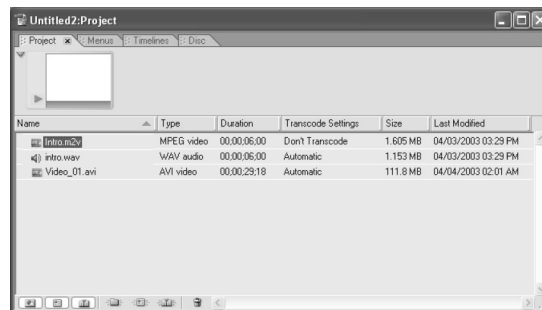 Untitled2:Project
Project Menus Timelines Disc
Name Type Duration Transcode Settings Size Last Modified
Intro.m2v MPEG video 00;00;06;00 Don't Transcode 1.605 MB 04/03/2003 03:29 PM
intro.wav WAV audio 00;00;06;00 Automatic 1.153 MB 04/03/2003 03:29 PM
Video_01.avi AVI video 00;00;29;18 Automatic 111.8 MB 04/04/2003 02:01 AM